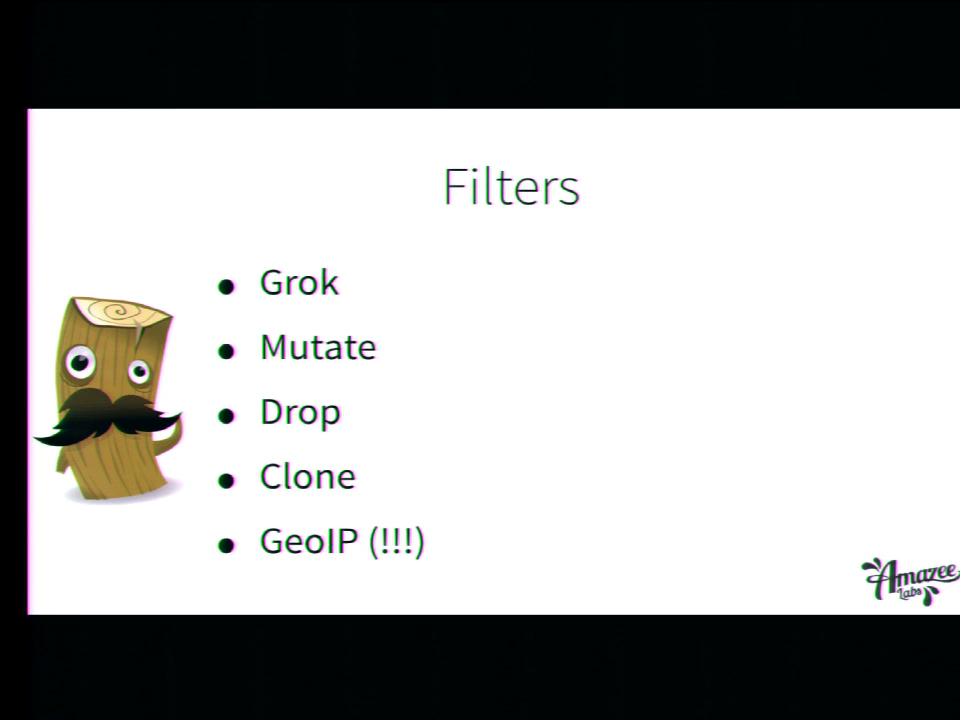 Filters
Grok
Mutate
Drop
Clone
GeoIP (!!!)
Amazee
Labs